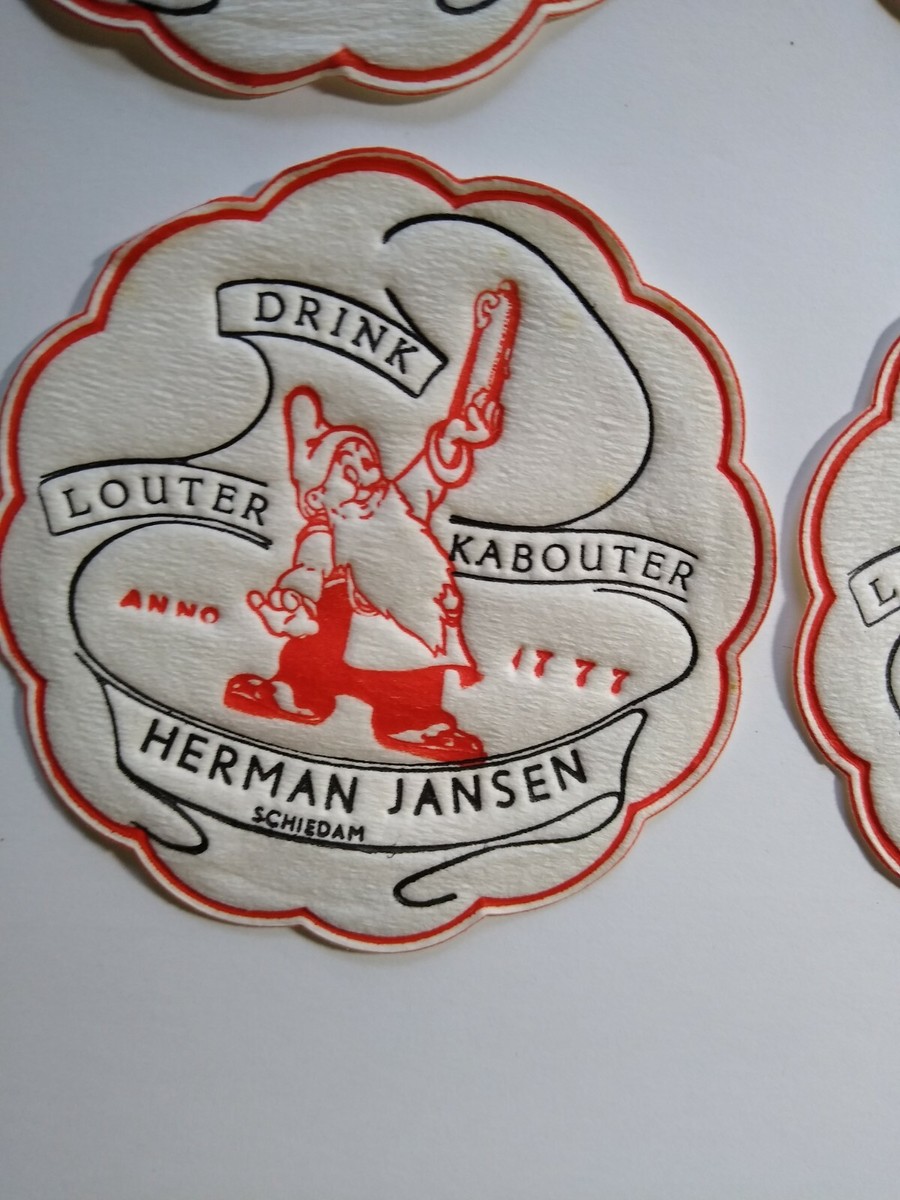 DRINK
LOUTER KABOUTER
ANNO 1777
HERMAN JANSEN
SCHIEDAM
L